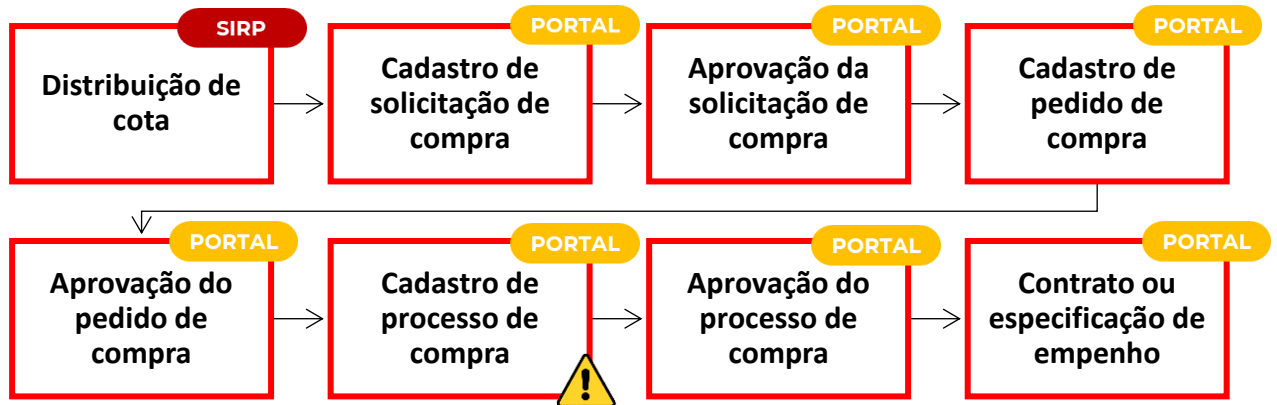 SIRP
Distribuição de
cota
PORTAL
Cadastro de
solicitação de
compra
PORTAL
Aprovação da
solicitação de
compra
PORTAL
Cadastro de
pedido de
compra
PORTAL
Aprovação do
pedido de
compra
PORTAL
Cadastro de
processo de
compra
!
PORTAL
Aprovação do
processo de
compra
PORTAL
Contrato ou
especificação de
empenho